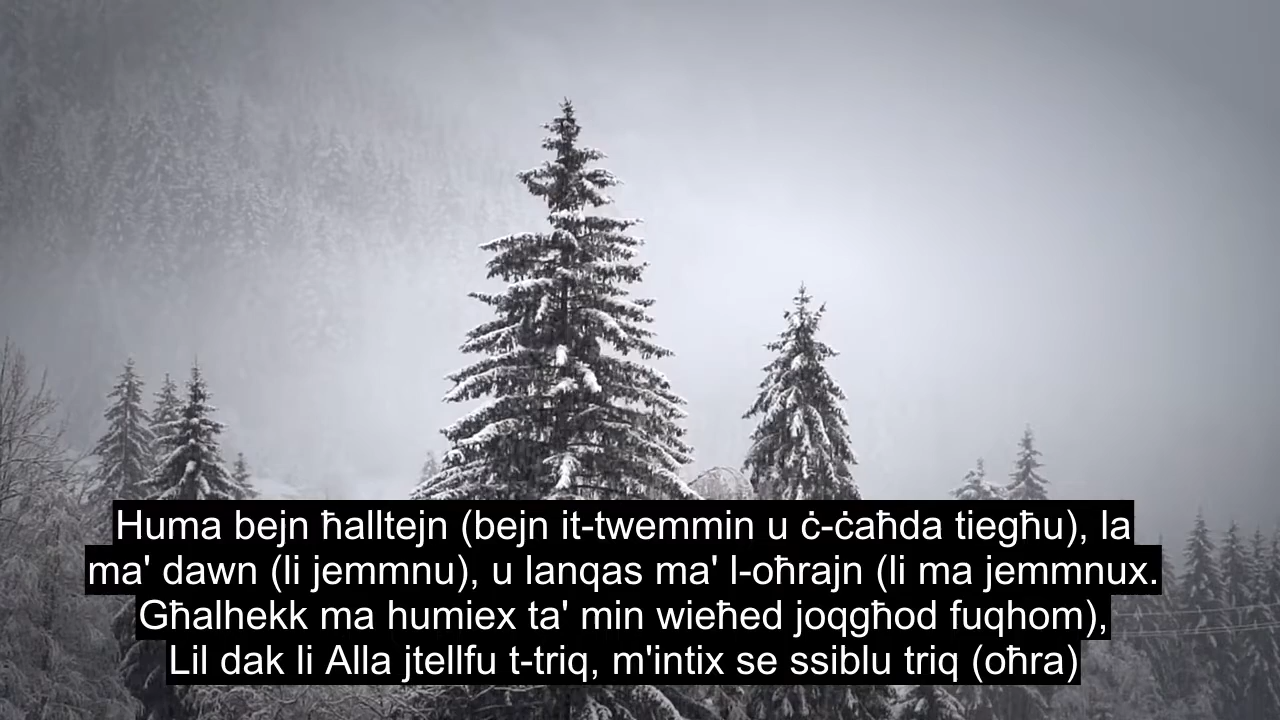 Huma bejn ħalltejn (bejn it-twemmin u ċ-ċaħda tiegħu), la
ma' dawn (li jemmnu), u lanqas ma' l-oħrajn (li ma jemmnux.
Għalhekk ma humiex ta' min wieħed joqgħod fuqhom),
Lil dak li Alla jtellfu t-triq, m'intix se ssiblu triq (oħra)